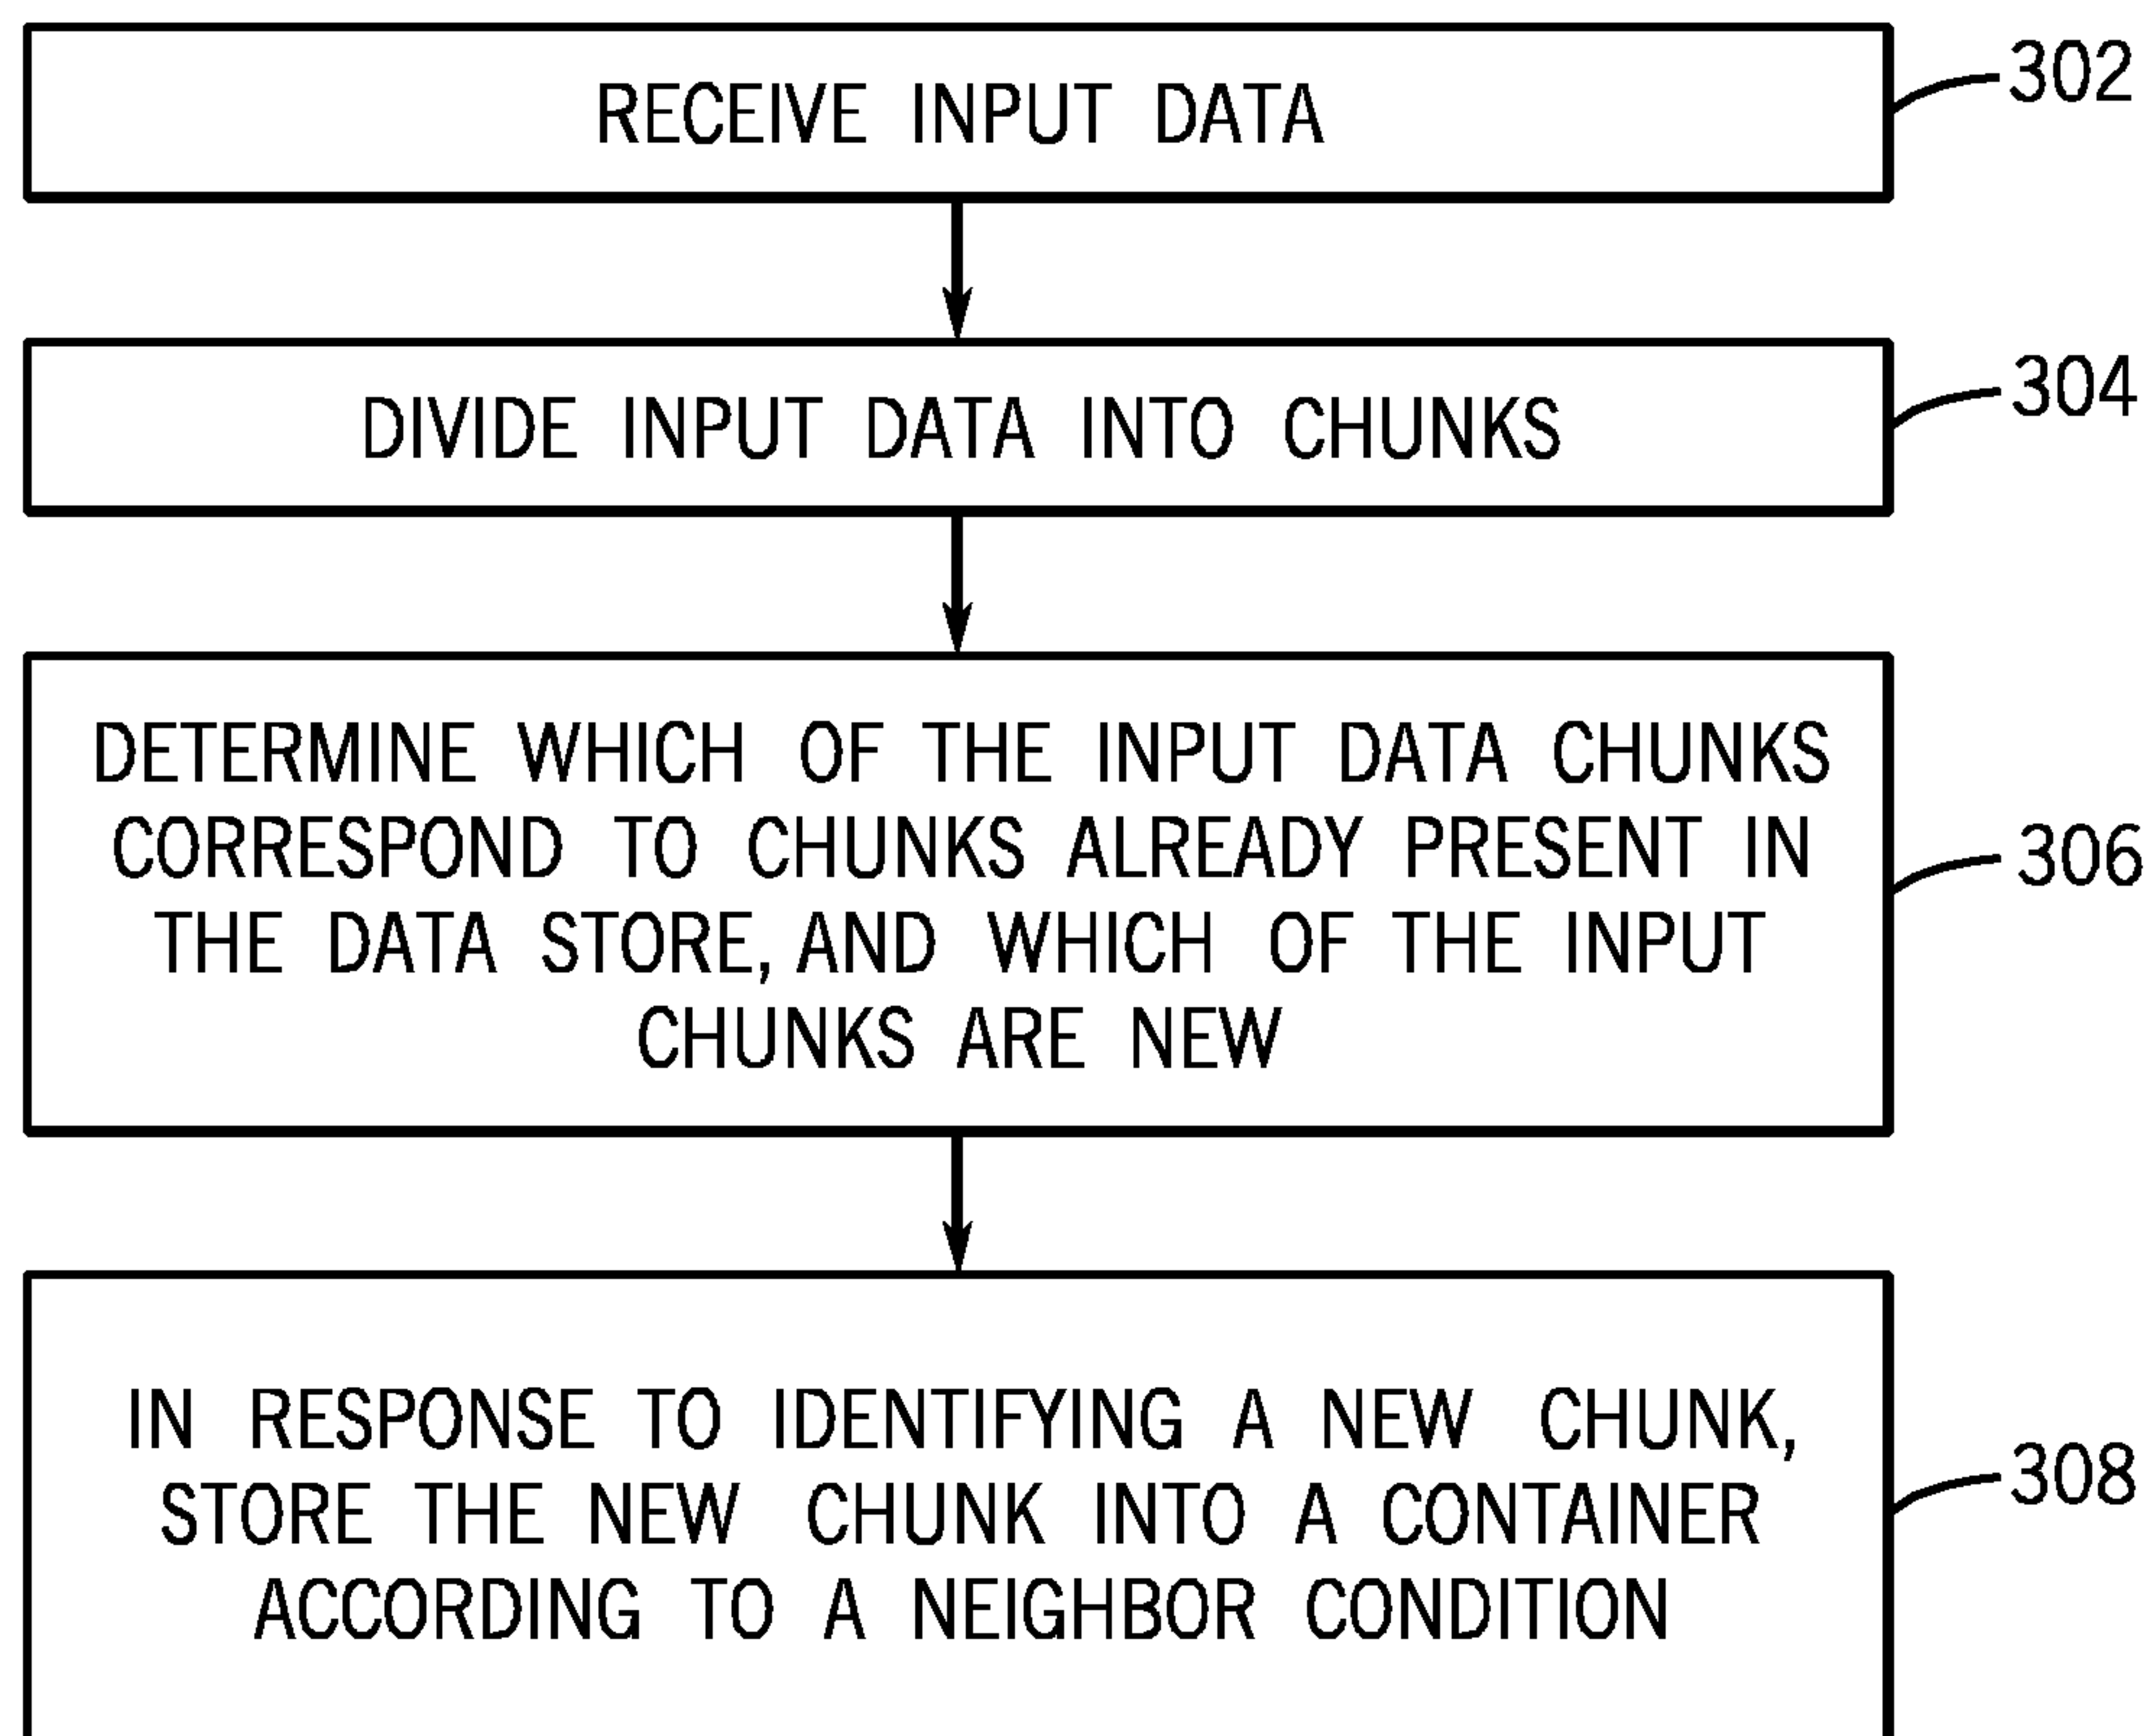 RECEIVE INPUT DATA
302
DIVIDE INPUT DATA INTO CHUNKS
304
DETERMINE WHICH OF THE INPUT DATA CHUNKS
CORRESPOND TO CHUNKS ALREADY PRESENT IN
THE DATA STORE, AND WHICH OF THE INPUT
CHUNKS ARE NEW
306
IN RESPONSE TO IDENTIFYING A NEW CHUNK,
STORE THE NEW CHUNK INTO A CONTAINER
ACCORDING TO A NEIGHBOR CONDITION
308